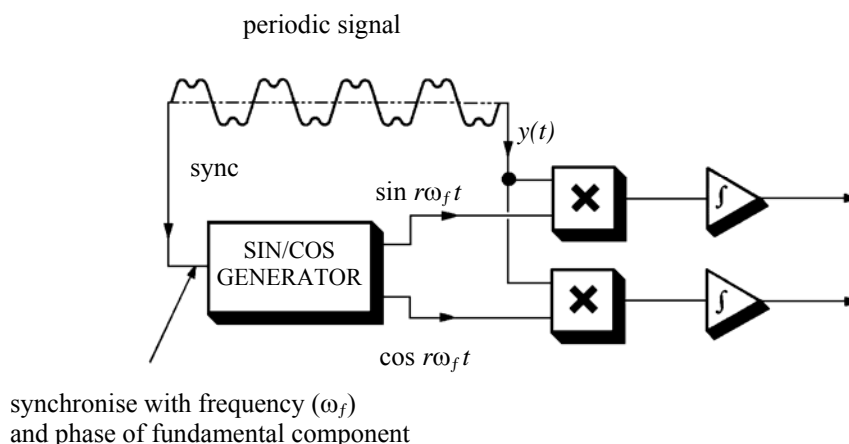 periodic signal
y(t)
sync
sin rω_f t
SIN/COS
GENERATOR
cos rω_f t
synchronise with frequency (ω_f)
and phase of fundamental component
×
∫
×
∫